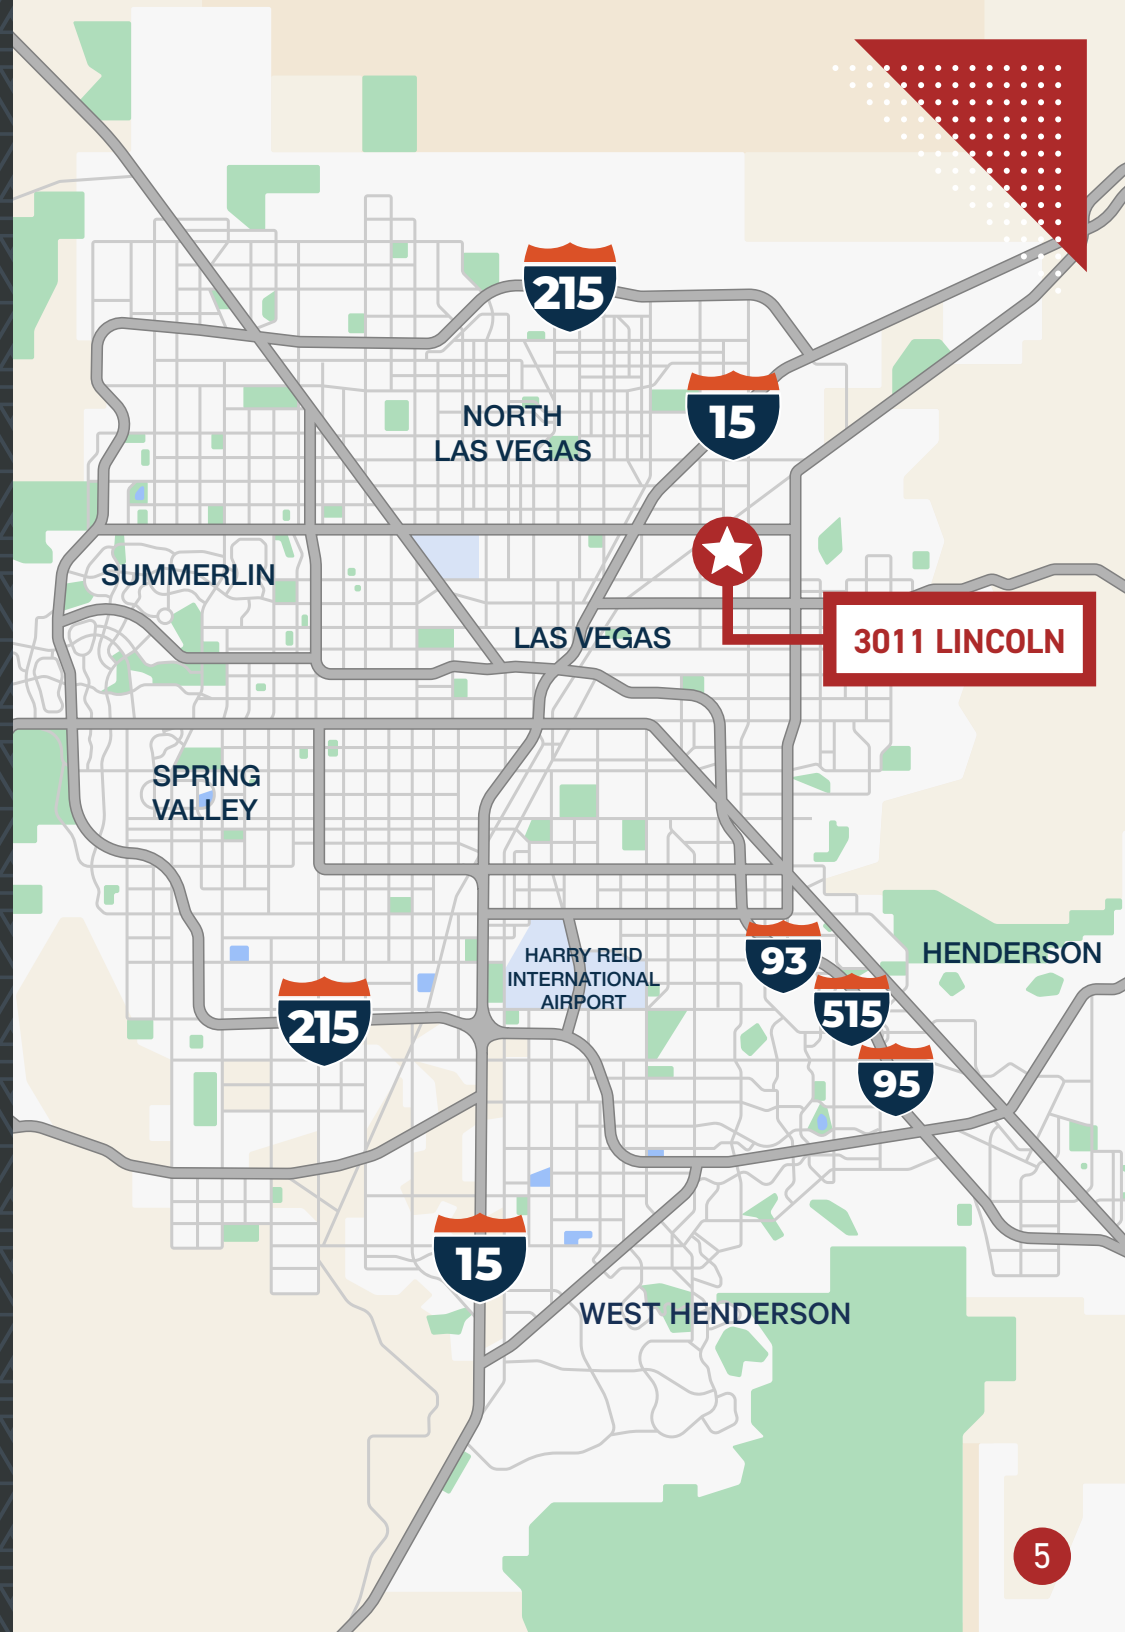 215
15
NORTH
LAS VEGAS
SUMMERLIN
LAS VEGAS
3011 LINCOLN
SPRING
VALLEY
HARRY REID
INTERNATIONAL
AIRPORT
93
HENDERSON
515
215
95
15
WEST HENDERSON
5